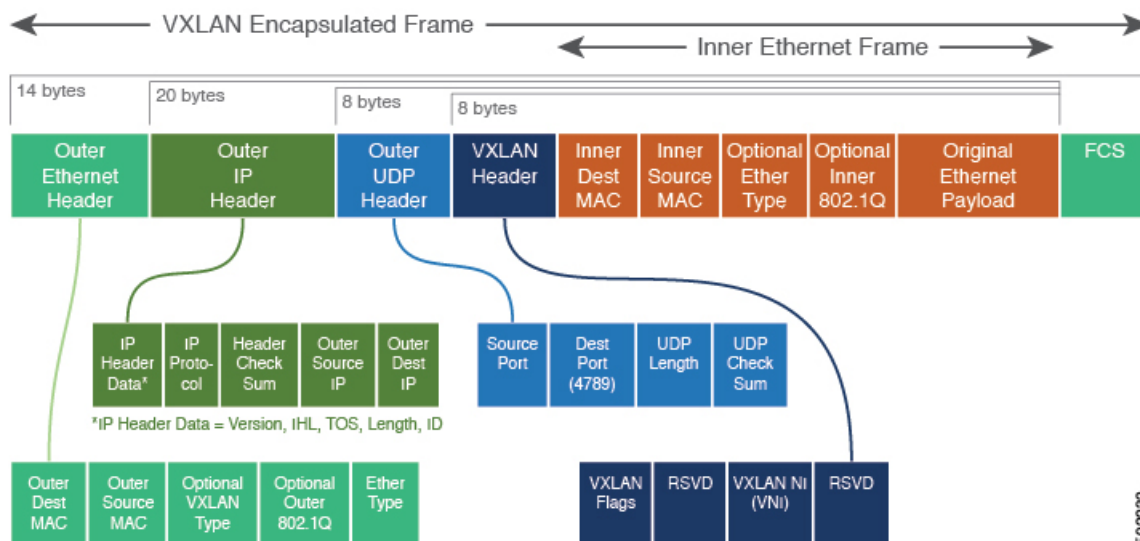 VXLAN Encapsulated Frame
Inner Ethernet Frame
14 bytes
20 bytes
8 bytes
8 bytes
Outer
Ethernet
Header
Outer
IP
Header
Outer
UDP
Header
VXLAN
Header
Inner
Dest
MAC
Inner
Source
MAC
Optional
Ether
Type
Optional
Inner
802.1Q
Original
Ethernet
Payload
FCS
IP
Header
Data*
IP
Proto-
col
Header
Check
Sum
Outer
Source
IP
Outer
Dest
IP
Source
Port
Dest
Port
(4789)
UDP
Length
UDP
Check
Sum
*IP Header Data = Version, IHL, TOS, Length, ID
Outer
Dest
MAC
Outer
Source
MAC
Optional
VXLAN
Type
Optional
Outer
802.1Q
Ether
Type
VXLAN
Flags
RSVD
VXLAN NI
(VNI)
RSVD